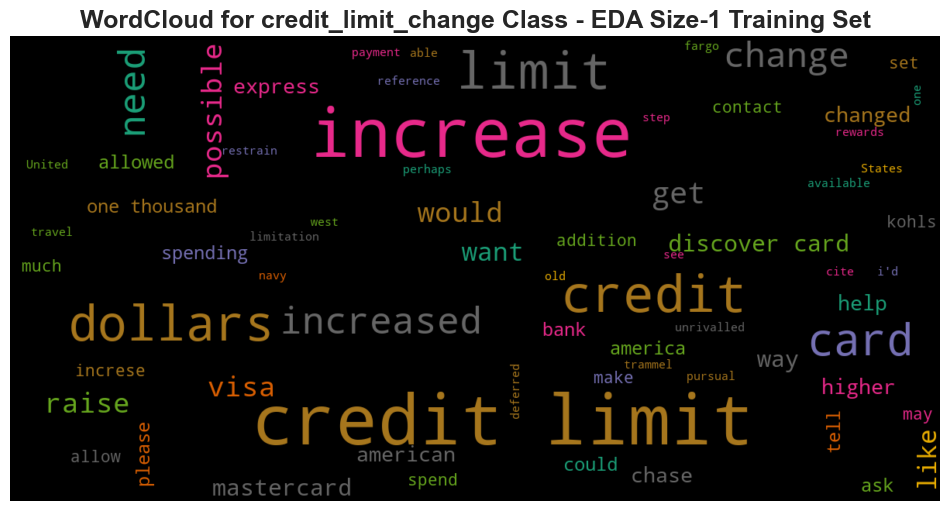 WordCloud for credit_limit_change Class - EDA Size-1 Training Set
payment able fargo
need possible limit change set
express reference contact one
increase step changed
rewards
United allowed restrain perhaps States
available
one thousand would get kohls
travel west
limitation addition discover card
much spending want see
navy old cite i'd
credit help
dollars increased bank unrivalled card
america way
increse trammel
visa make pursual higher
raise deferred may
credit limit tell like
please
allow american could
chase
mastercard spend ask